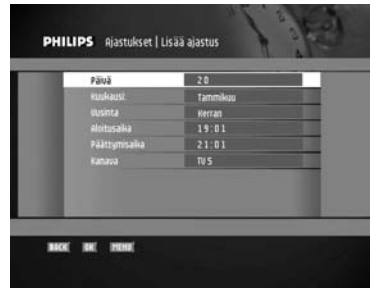 PHILIPS Ajastukset | Lisää ajastus
Päivä 20
Kuukausi Tammikuu
Uusinta Kerran
Aloitusaika 19:01
Päättymisaika 21:01
Kanava TV 5
BACK OK MENU